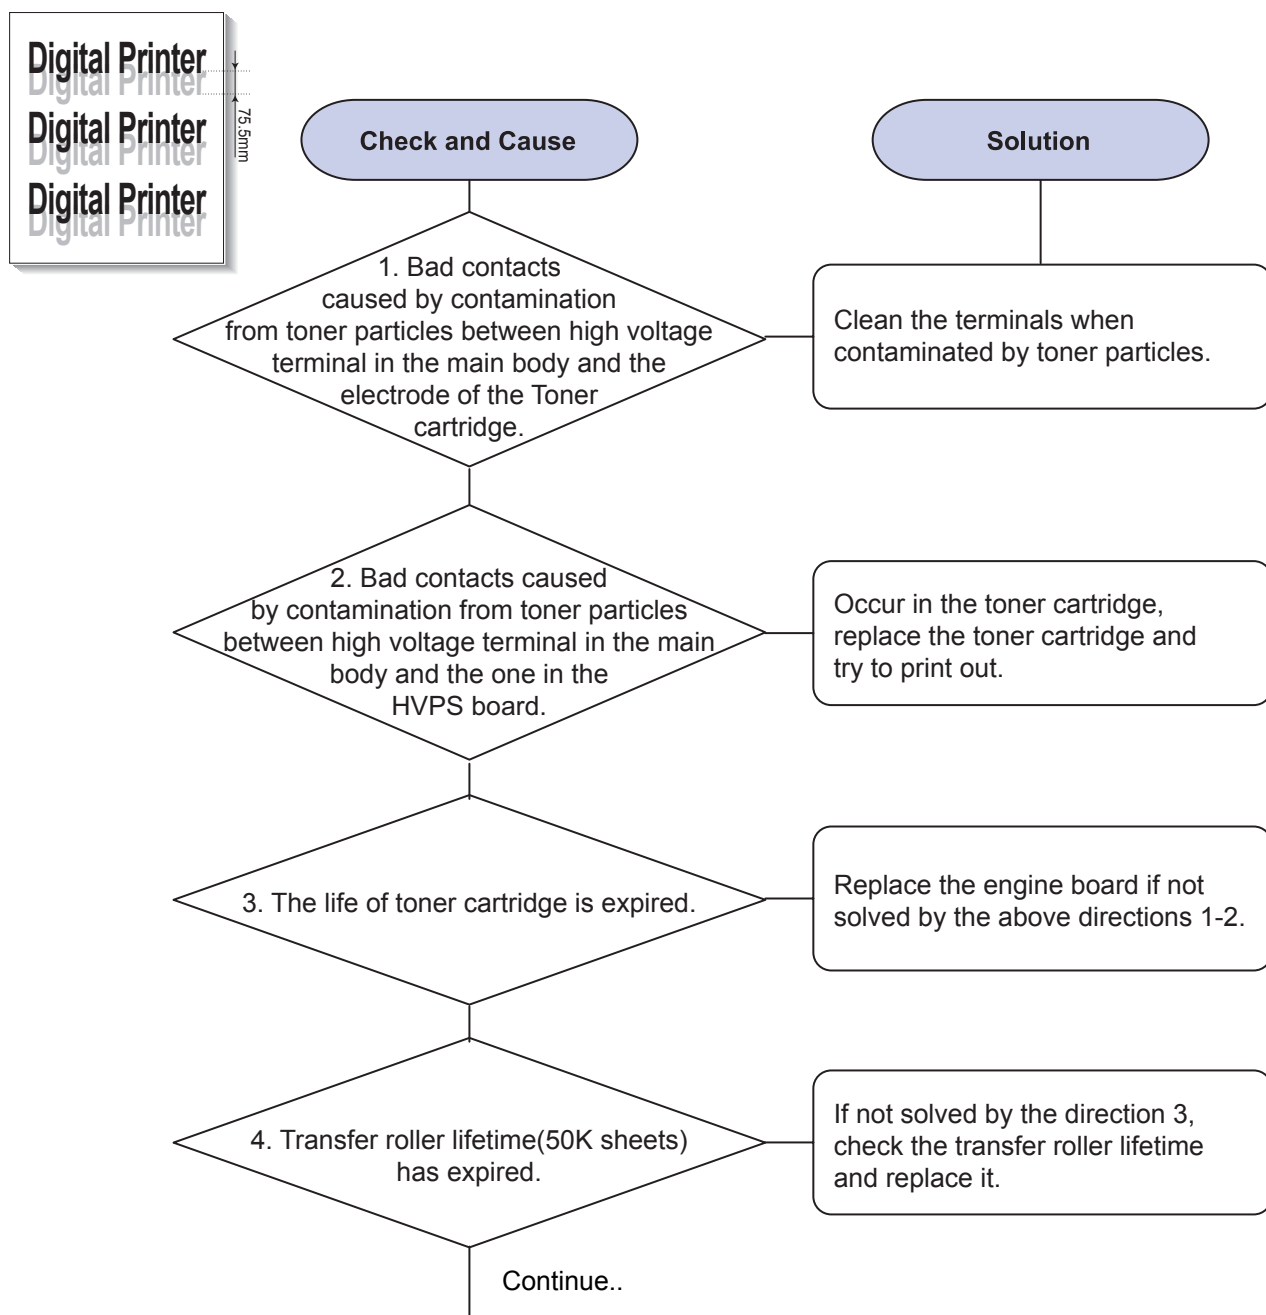 Digital Printer
Digital Printer
Digital Printer
Digital Printer
Digital Printer
Digital Printer
75.5mm
Check and Cause
Solution
1. Bad contacts
caused by contamination
from toner particles between high voltage
terminal in the main body and the
electrode of the Toner
cartridge.
Clean the terminals when
contaminated by toner particles.
2. Bad contacts caused
by contamination from toner particles
between high voltage terminal in the main
body and the one in the
HVPS board.
Occur in the toner cartridge,
replace the toner cartridge and
try to print out.
3. The life of toner cartridge is expired.
Replace the engine board if not
solved by the above directions 1-2.
4. Transfer roller lifetime(50K sheets)
has expired.
If not solved by the direction 3,
check the transfer roller lifetime
and replace it.
Continue..